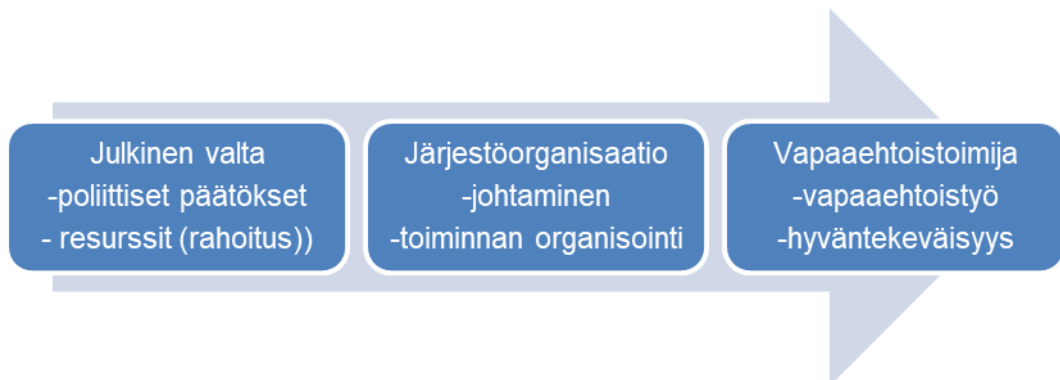 Julkinen valta
-poliittiset päätökset
- resurssit (rahoitus))
Järjestöorganisaatio
-johtaminen
-toiminnan organisointi
Vapaaehtoistoimija
-vapaaehtoistyö
-hyväntekeväisyys